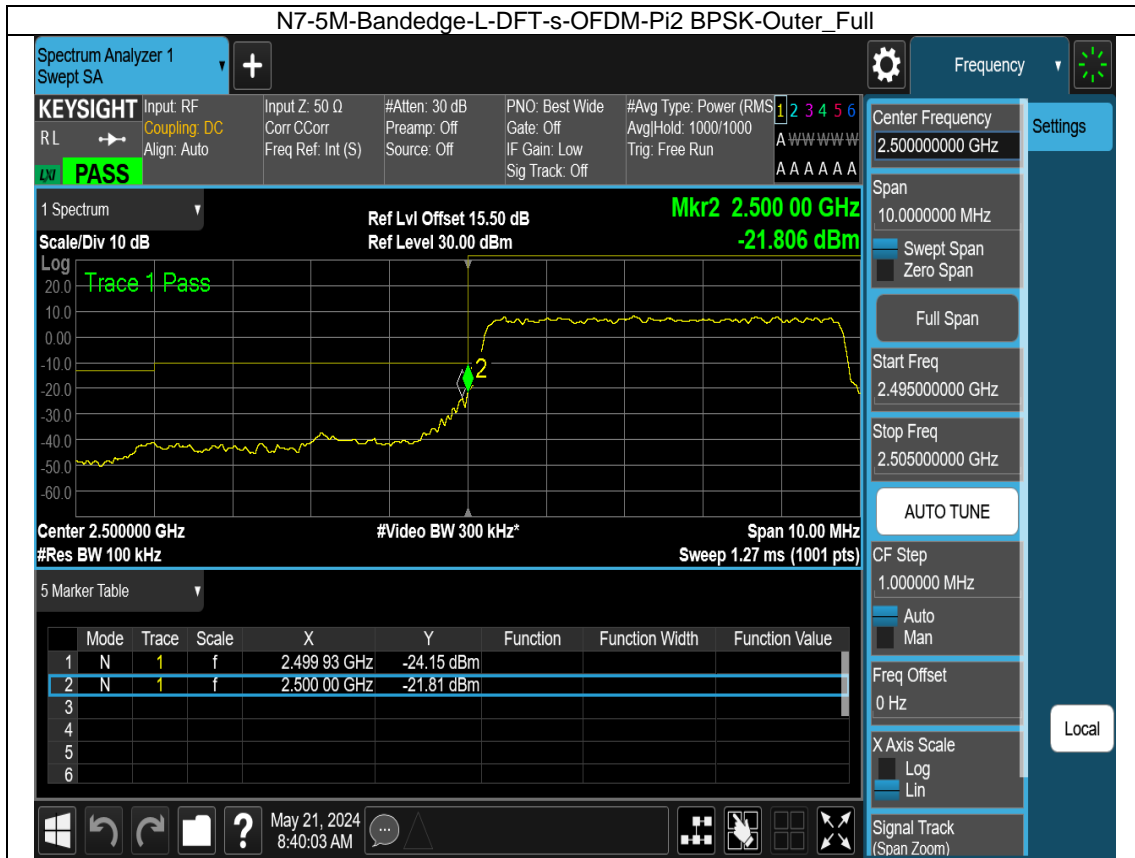 N7-5M-Bandedge-L-DFT-s-OFDM-Pi2 BPSK-Outer_Full
Spectrum Analyzer 1
Swept SA
+
Frequency
KEYSIGHT
R L
LXI PASS
Input: RF
Coupling: DC
Align: Auto
Input Z: 50 Ω
Corr CCorr
Freq Ref: Int (S)
#Atten: 30 dB
Preamp: Off
Source: Off
PNO: Best Wide
Gate: Off
IF Gain: Low
Sig Track: Off
#Avg Type: Power (RMS
Avg|Hold: 1000/1000
Trig: Free Run
1 2 3 4 5 6
A W W W W W
A A A A A A
1 Spectrum
Scale/Div 10 dB
Ref Lvl Offset 15.50 dB
Ref Level 30.00 dBm
Mkr2 2.500 00 GHz
-21.806 dBm
Log
Trace 1 Pass
20.0
10.0
0.00
-10.0
-20.0
-30.0
-40.0
-50.0
-60.0
2
Center 2.500000 GHz
#Video BW 300 kHz*
Span 10.00 MHz
#Res BW 100 kHz
Sweep 1.27 ms (1001 pts)
5 Marker Table
Mode Trace Scale X Y Function Function Width Function Value
1 N 1 f 2.499 93 GHz -24.15 dBm
2 N 1 f 2.500 00 GHz -21.81 dBm
3
4
5
6
?
May 21, 2024
8:40:03 AM
Center Frequency
2.500000000 GHz
Settings
Span
10.0000000 MHz
Swept Span
Zero Span
Full Span
Start Freq
2.495000000 GHz
Stop Freq
2.505000000 GHz
AUTO TUNE
CF Step
1.000000 MHz
Auto
Man
Freq Offset
0 Hz
X Axis Scale
Log
Lin
Local
Signal Track
(Span Zoom)